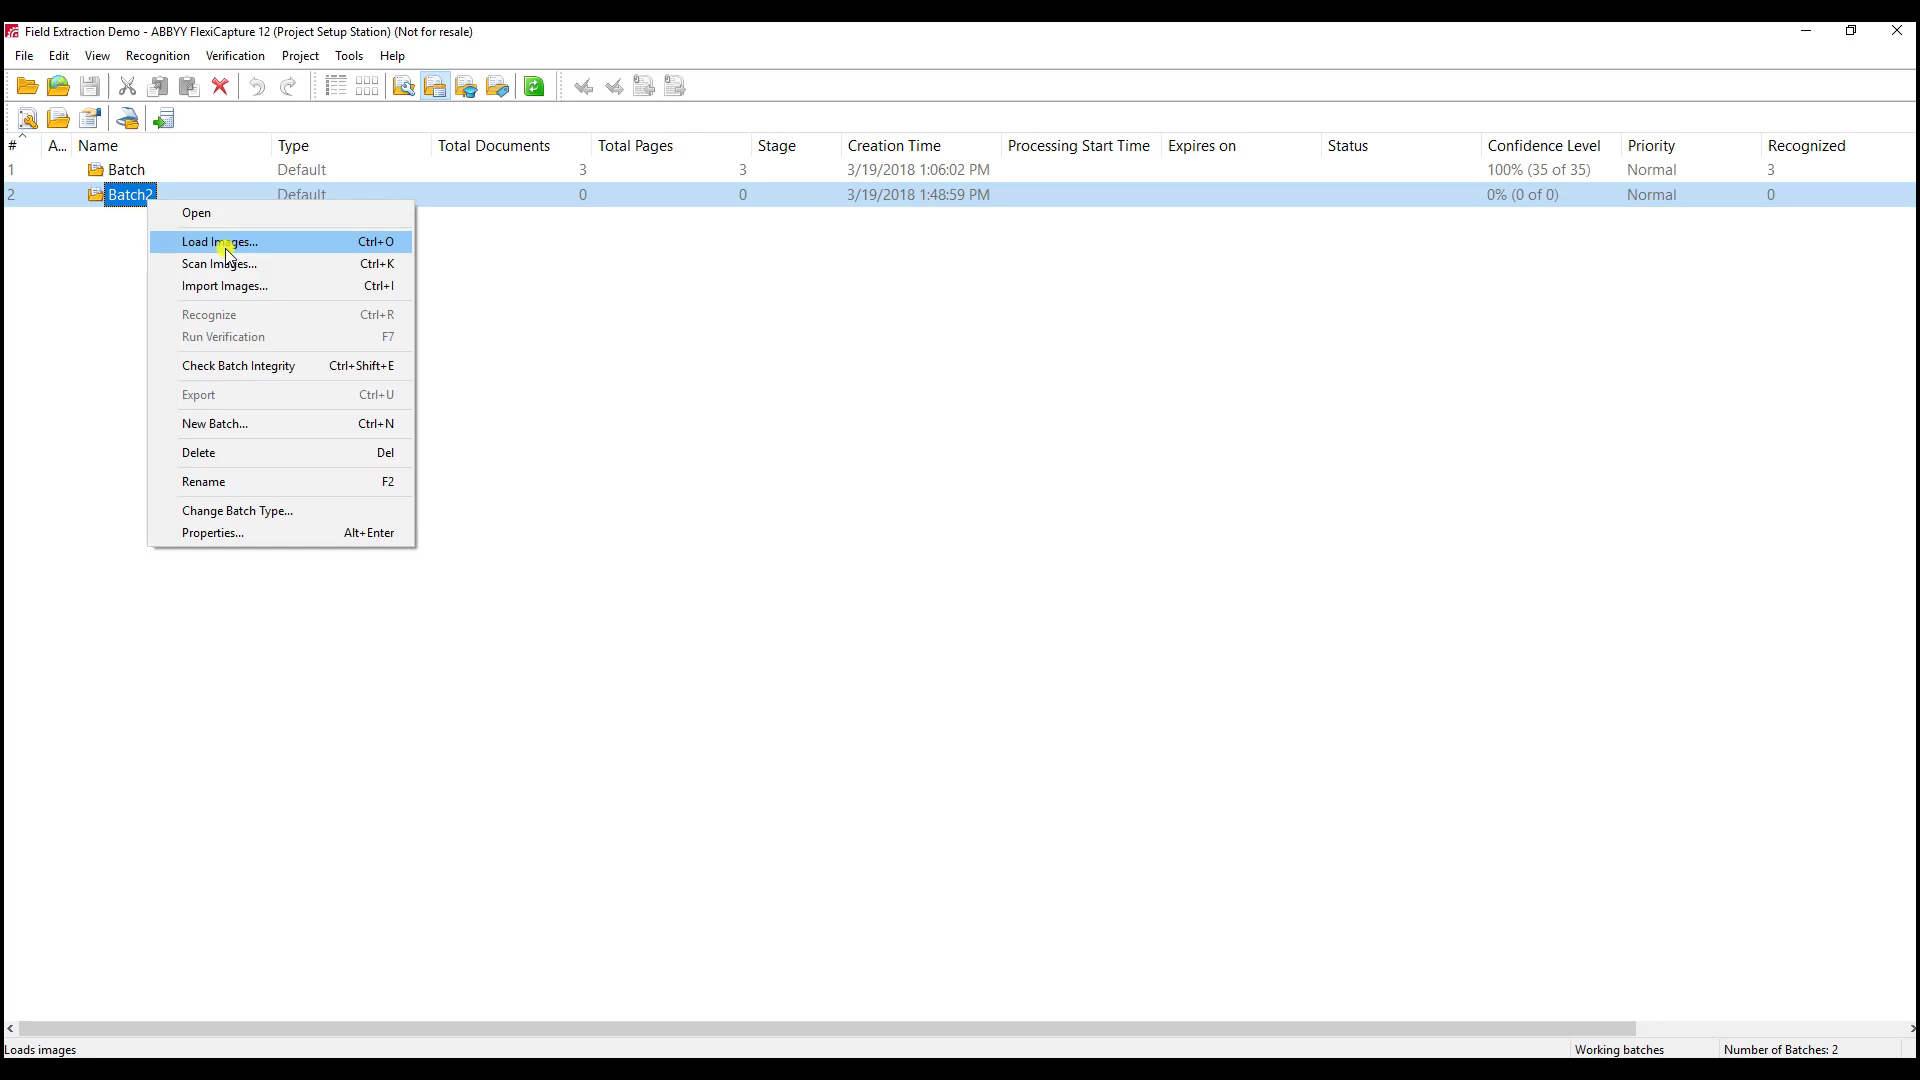 Field Extraction Demo - ABBYY FlexiCapture 12 (Project Setup Station) (Not for resale)
File Edit View Recognition Verification Project Tools Help
# A... Name Type Total Documents Total Pages Stage Creation Time Processing Start Time Expires on Status Confidence Level Priority Recognized
1 Batch Default 3 3 3/19/2018 1:06:02 PM 100% (35 of 35) Normal 3
2 Batch2 Default 0 0 3/19/2018 1:48:59 PM 0% (0 of 0) Normal 0
Open
Load Images... Ctrl+O
Scan Images... Ctrl+K
Import Images... Ctrl+I
Recognize Ctrl+R
Run Verification F7
Check Batch Integrity Ctrl+Shift+E
Export Ctrl+U
New Batch... Ctrl+N
Delete Del
Rename F2
Change Batch Type...
Properties... Alt+Enter
Loads images Working batches Number of Batches: 2